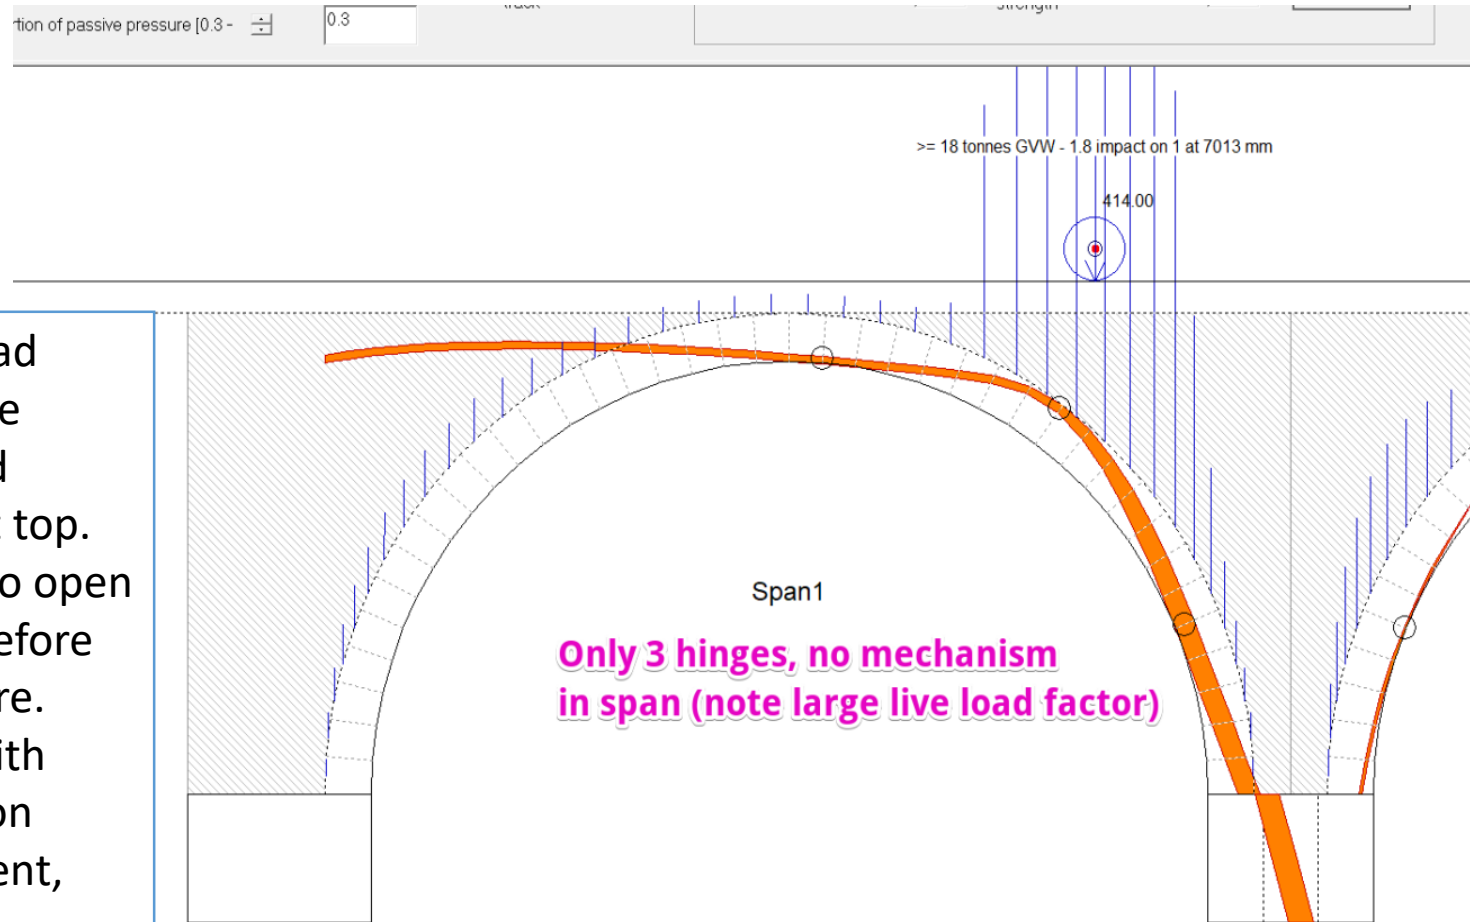 tion of passive pressure [0.3 -
0.3
strength
>= 18 tonnes GVW - 1.8 impact on 1 at 7013 mm
414.00
ad
e
d
t top.
o open
efore
re.
ith
on
ent,
Span1
Only 3 hinges, no mechanism
in span (note large live load factor)